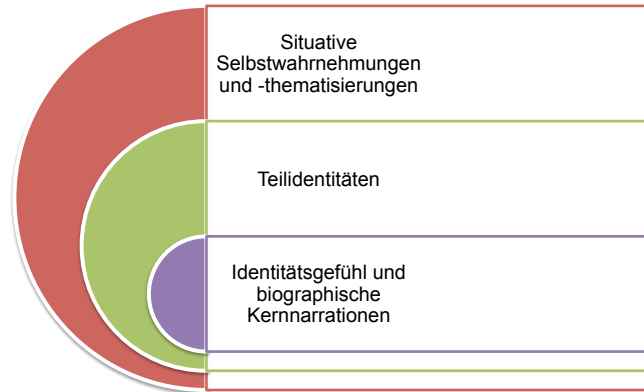 Situative
Selbstwahrnehmungen
und -thematisierungen
Teilidentitäten
Identitätsgefühl und
biographische
Kernnarrationen